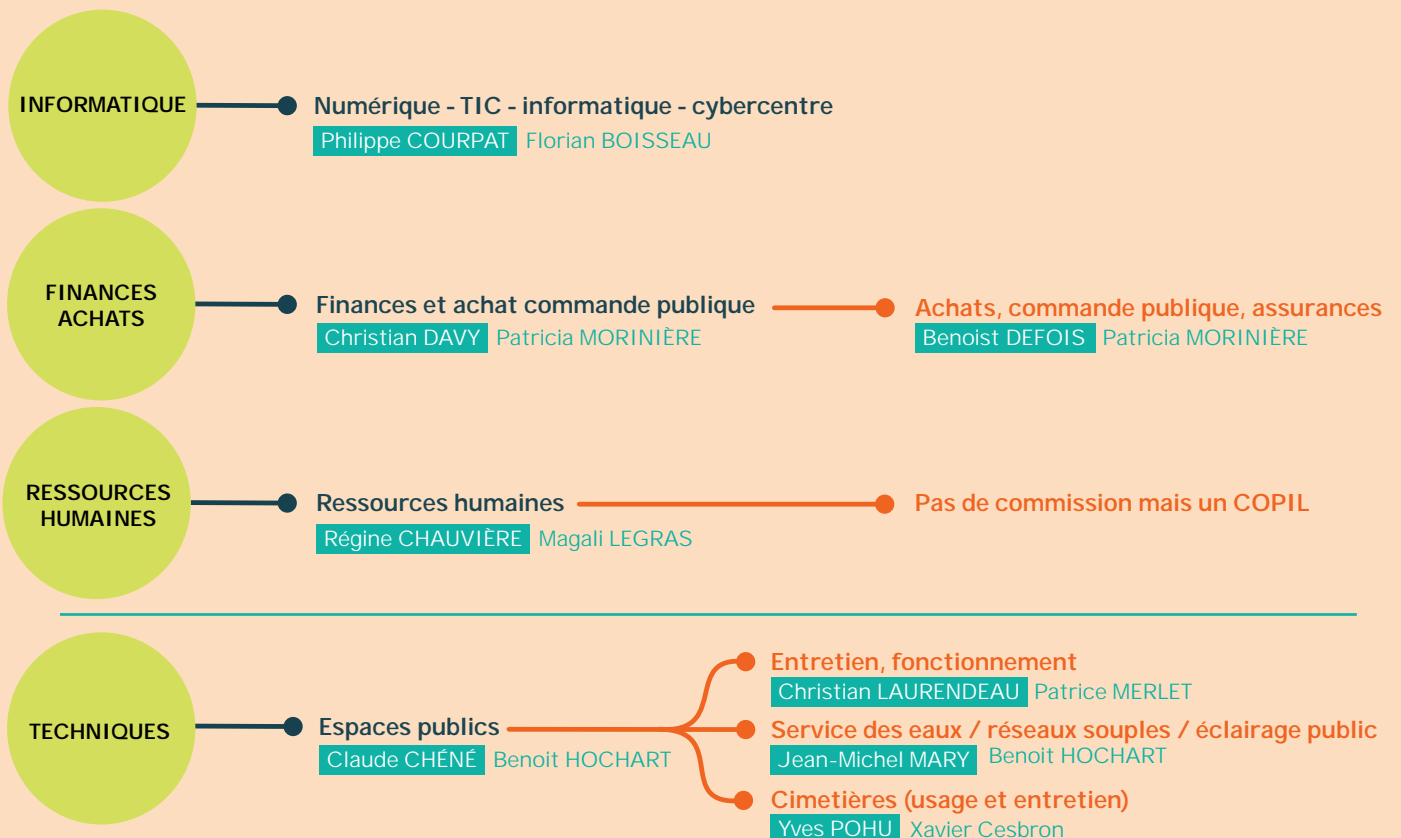 INFORMATIQUE
Numérique - TIC - informatique - cybercentre
Philippe COURPAT Florian BOISSEAU
FINANCES
ACHATS
Finances et achat commande publique
Christian DAVY Patricia MORINIÈRE
Achats, commande publique, assurances
Benoist DEFOIS Patricia MORINIÈRE
RESSOURCES
HUMAINES
Ressources humaines
Régine CHAUVIÈRE Magali LEGRAS
Pas de commission mais un COPIL
TECHNIQUES
Espaces publics
Claude CHÉNÉ Benoit HOCHART
Entretien, fonctionnement
Christian LAURENDEAU Patrice MERLET
Service des eaux / réseaux souples / éclairage public
Jean-Michel MARY Benoit HOCHART
Cimetières (usage et entretien)
Yves POHU Xavier Cesbron